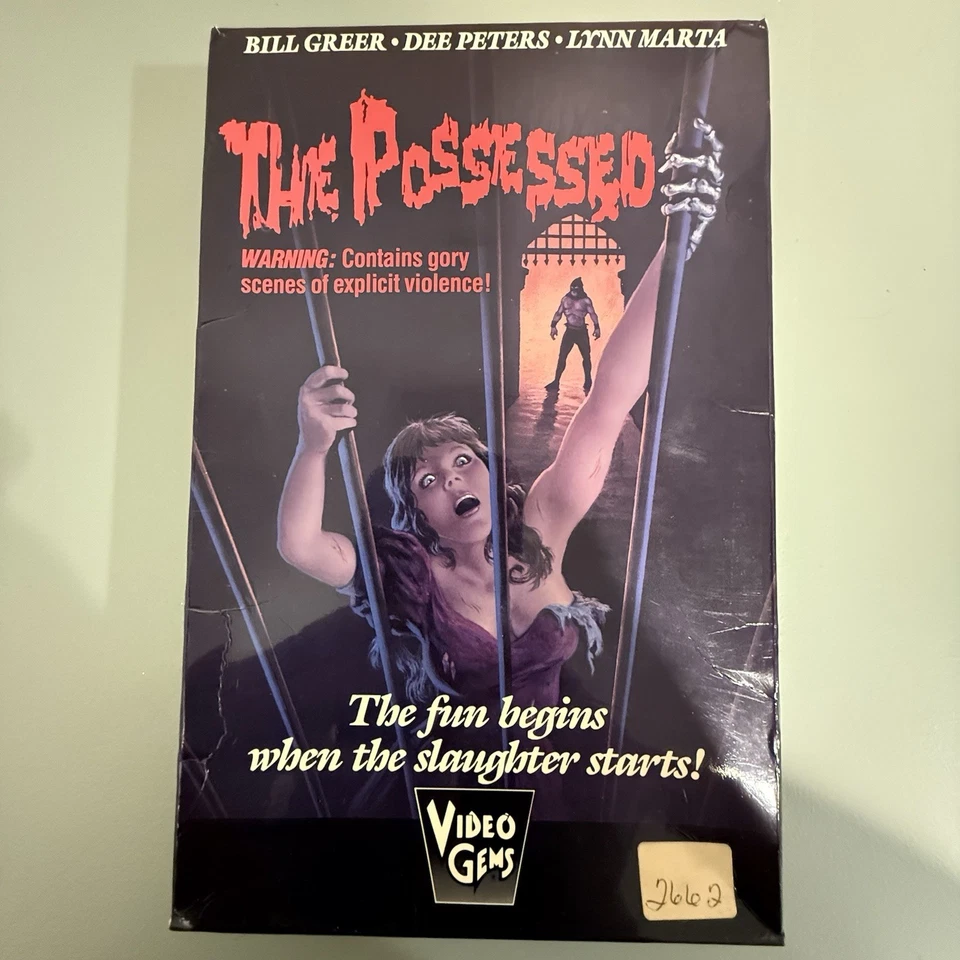 BILL GREER • DEE PETERS • LYNN MARTA
THE POSSESSED
WARNING: Contains gory
scenes of explicit violence!
The fun begins
when the slaughter starts!
VIDEO
GEMS
2662